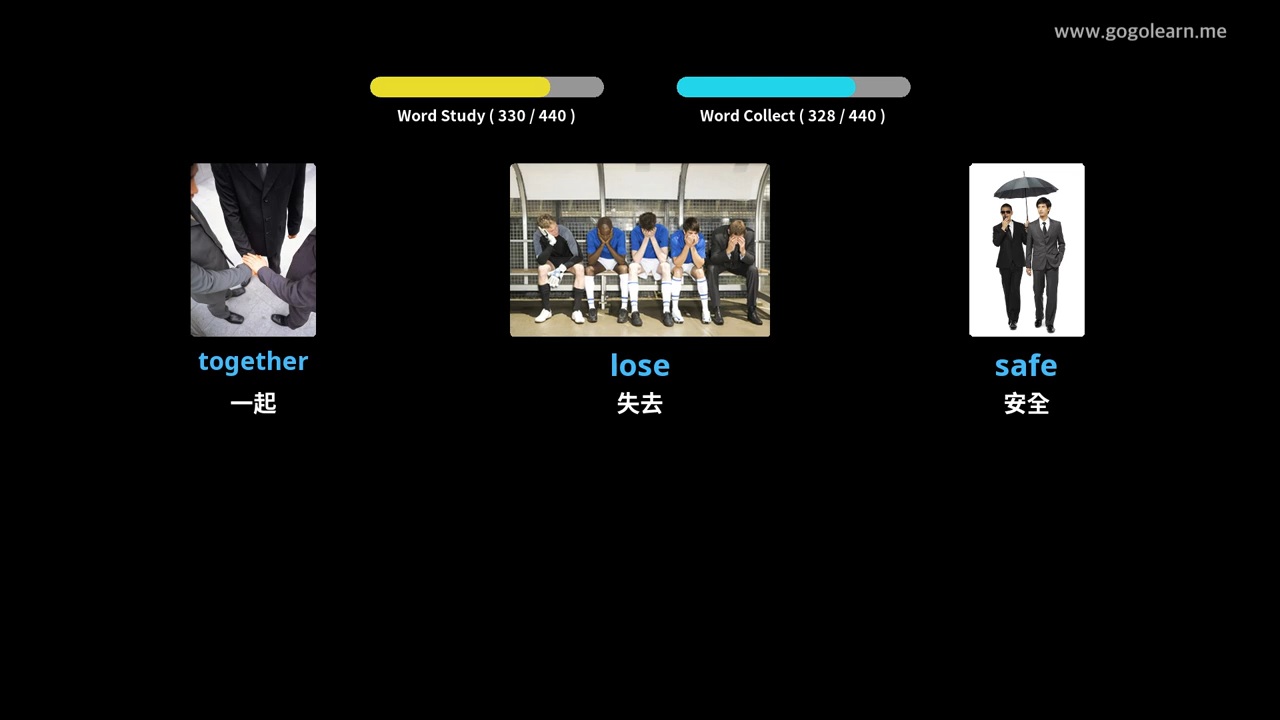 www.gogolearn.me
Word Study ( 330 / 440 )
Word Collect ( 328 / 440 )
together
一起
lose
失去
safe
安全